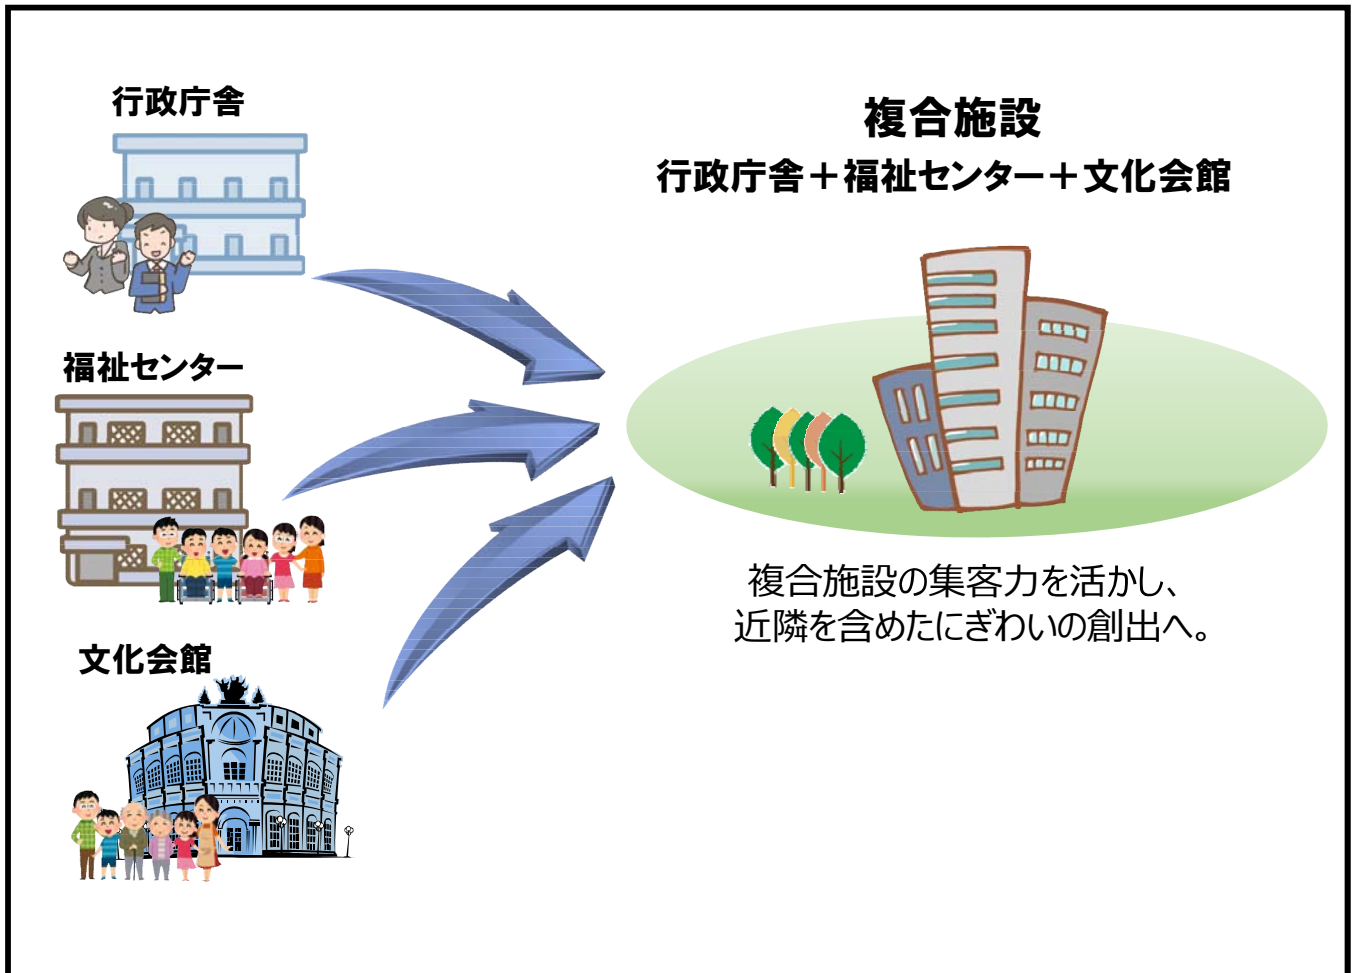 行政庁舎
福祉センター
文化会館
複合施設
行政庁舎＋福祉センター＋文化会館
複合施設の集客力を活かし、
近隣を含めたにぎわいの創出へ。